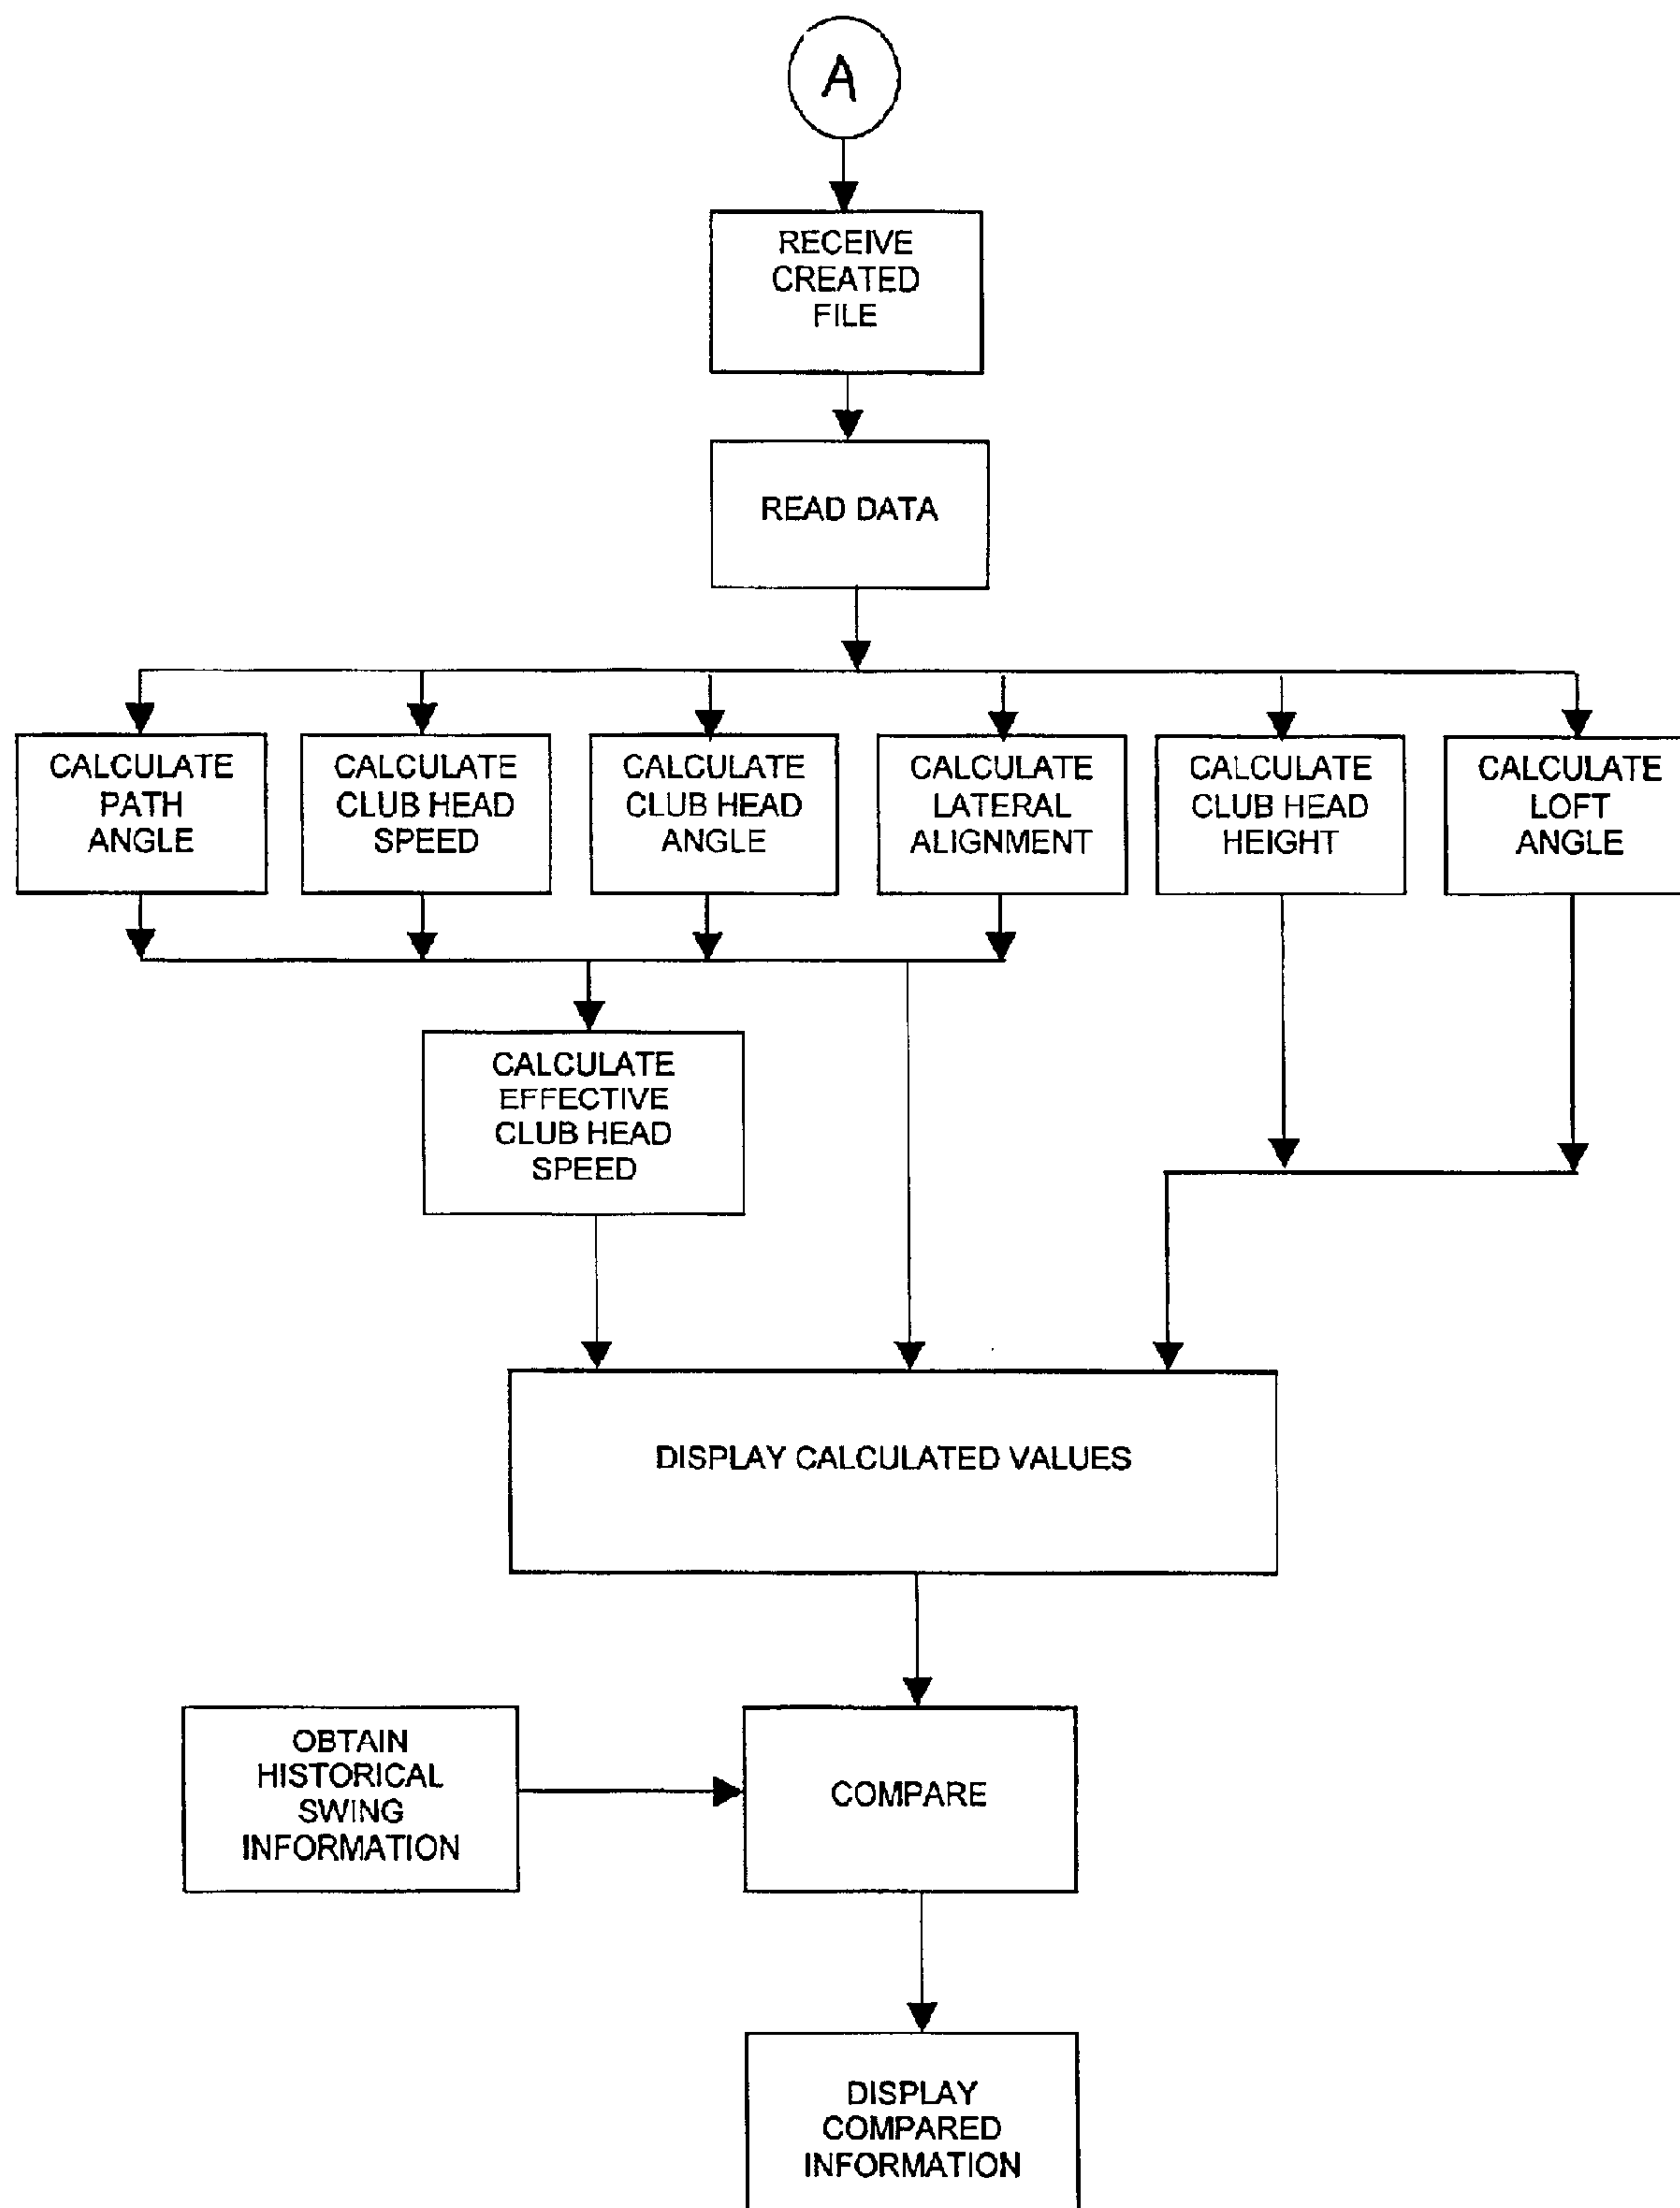 A
RECEIVE
CREATED
FILE
READ DATA
CALCULATE
PATH
ANGLE
CALCULATE
CLUB HEAD
SPEED
CALCULATE
CLUB HEAD
ANGLE
CALCULATE
LATERAL
ALIGNMENT
CALCULATE
CLUB HEAD
HEIGHT
CALCULATE
LOFT
ANGLE
CALCULATE
EFFECTIVE
CLUB HEAD
SPEED
DISPLAY CALCULATED VALUES
OBTAIN
HISTORICAL
SWING
INFORMATION
COMPARE
DISPLAY
COMPARED
INFORMATION